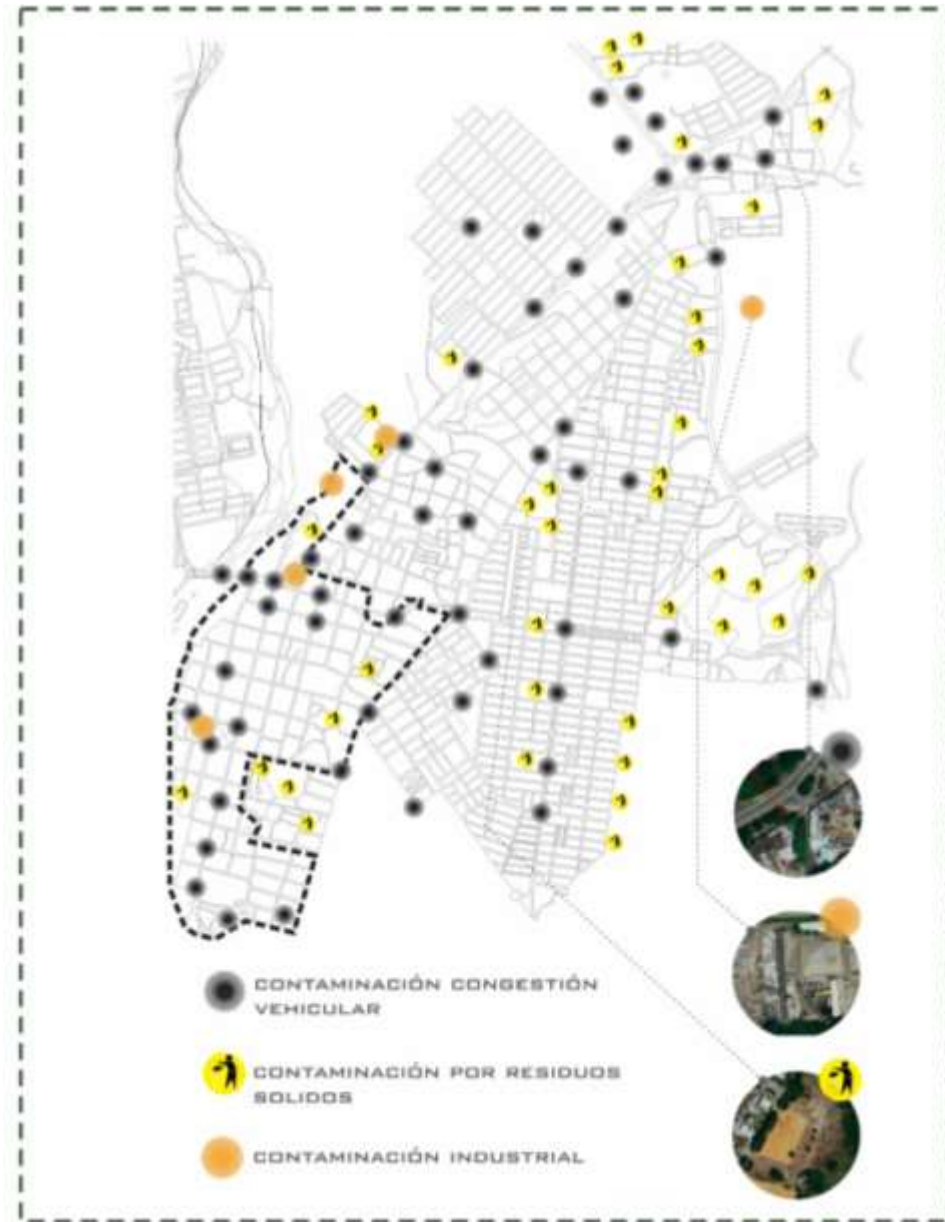 CONTAMINACIÓN CONGESTIÓN
VEHICULAR
CONTAMINACIÓN POR RESIDUOS
SOLIDOS
CONTAMINACIÓN INDUSTRIAL